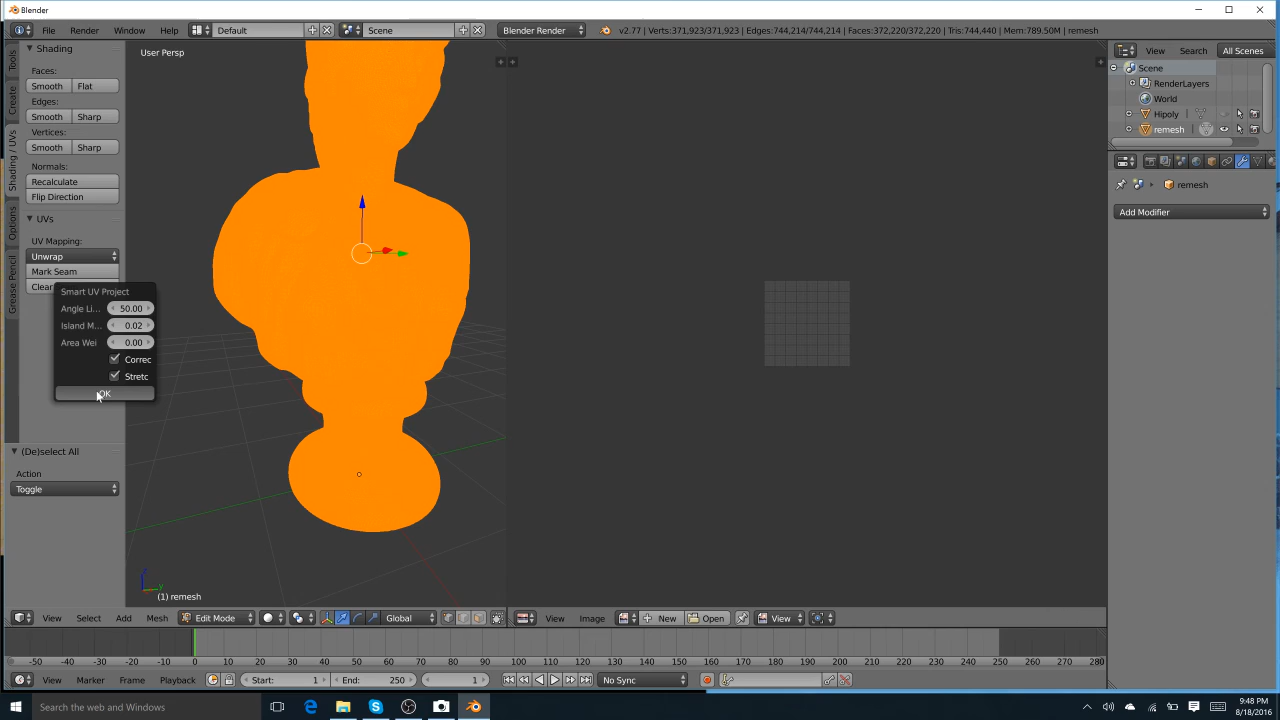 Blender
File Render Window Help Default Scene Blender Render v2.77 | Verts:371,923/371,923 | Edges:744,214/744,214 | Faces:372,220/372,220 | Tris:744,440 | Mem:789.50M | remesh
Tools
Create
Shading / UVs
Options
Grease Pencil
Shading
Faces:
Smooth Flat
Edges:
Smooth Sharp
Vertices:
Smooth Sharp
Normals:
Recalculate
Flip Direction
UVs
UV Mapping:
Unwrap
Mark Seam
Clear
Smart UV Project
Angle Li... 50.00
Island M... 0.02
Area Wei 0.00
Correc
Stretc
OK
(De)select All
Action
Toggle
User Persp
z
y
(1) remesh
View Search All Scenes
Scene
RenderLayers
World
Hipoly
remesh
remesh
Add Modifier
View Select Add Mesh Edit Mode Global
View Image New Open View
-50 -40 -30 -20 -10 0 10 20 30 40 50 60 70 80 90 100 110 120 130 140 150 160 170 180 190 200 210 220 230 240 250 260 270 280
View Marker Frame Playback Start: 1 End: 250 1 No Sync
Search the web and Windows
9:48 PM
8/18/2016